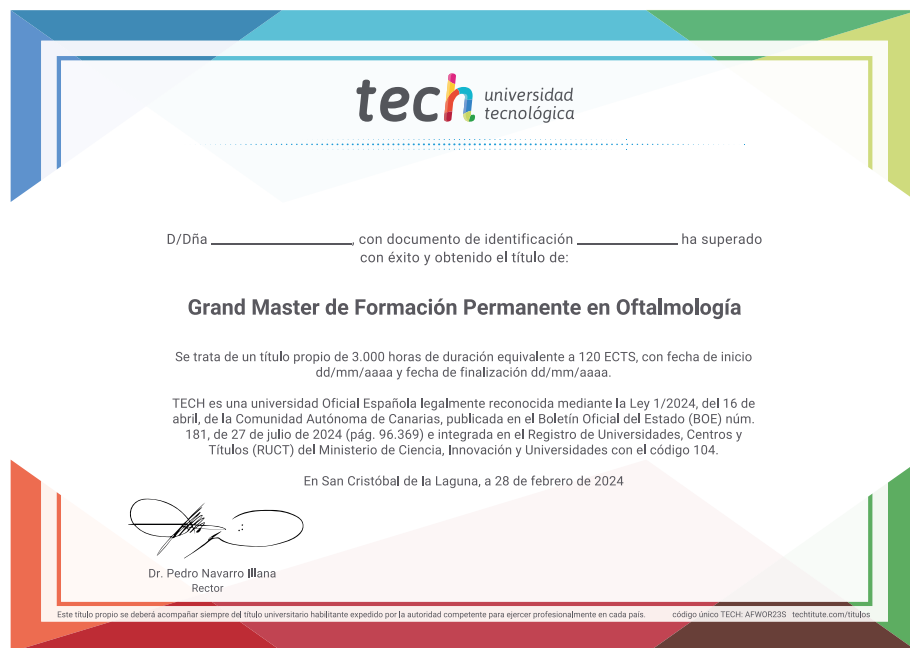 tech universidad
tecnológica
D/Dña ____________, con documento de identificación ____________ ha superado
con éxito y obtenido el título de:
Grand Master de Formación Permanente en Oftalmología
Se trata de un título propio de 3.000 horas de duración equivalente a 120 ECTS, con fecha de inicio
dd/mm/aaaa y fecha de finalización dd/mm/aaaa.
TECH es una universidad Oficial Española legalmente reconocida mediante la Ley 1/2024, del 16 de
abril, de la Comunidad Autónoma de Canarias, publicada en el Boletín Oficial del Estado (BOE) núm.
181, de 27 de julio de 2024 (pág. 96.369) e integrada en el Registro de Universidades, Centros y
Títulos (RUCT) del Ministerio de Ciencia, Innovación y Universidades con el código 104.
En San Cristóbal de la Laguna, a 28 de febrero de 2024
Dr. Pedro Navarro Illana
Rector
Este título propio se deberá acompañar siempre del título universitario habilitante expedido por la autoridad competente para ejercer profesionalmente en cada país. código único TECH: AFWOR23S techtitute.com/titulos